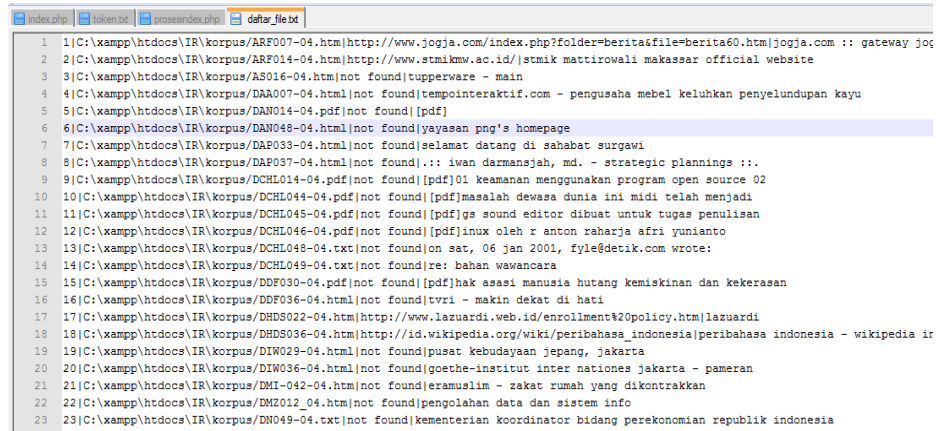 index.php token.txt prosesindex.php daftar_file.txt
1 1|C:\xampp\htdocs\IR\korpus/ARF007-04.htm|http://www.jogja.com/index.php?folder=berita&file=berita60.htm|jogja.com :: gateway jog
2 2|C:\xampp\htdocs\IR\korpus/ARF014-04.htm|http://www.stmikmw.ac.id/|stmik mattirowali makassar official website
3 3|C:\xampp\htdocs\IR\korpus/AS016-04.htm|not found|tupperware - main
4 4|C:\xampp\htdocs\IR\korpus/DAA007-04.html|not found|tempointeraktif.com - pengusaha mebel keluhkan penyelundupan kayu
5 5|C:\xampp\htdocs\IR\korpus/DAN014-04.pdf|not found|[pdf]
6 6|C:\xampp\htdocs\IR\korpus/DAN048-04.html|not found|yayasan png's homepage
7 7|C:\xampp\htdocs\IR\korpus/DAP033-04.html|not found|selamat datang di sahabat surgawi
8 8|C:\xampp\htdocs\IR\korpus/DAP037-04.html|not found|.:: iwan darmansjah, md. - strategic plannings ::.
9 9|C:\xampp\htdocs\IR\korpus/DCHL014-04.pdf|not found|[pdf]01 keamanan menggunakan program open source 02
10 10|C:\xampp\htdocs\IR\korpus/DCHL044-04.pdf|not found|[pdf]masalah dewasa dunia ini midi telah menjadi
11 11|C:\xampp\htdocs\IR\korpus/DCHL045-04.pdf|not found|[pdf]gs sound editor dibuat untuk tugas penulisan
12 12|C:\xampp\htdocs\IR\korpus/DCHL046-04.pdf|not found|[pdf]inux oleh r anton raharja afri yunianto
13 13|C:\xampp\htdocs\IR\korpus/DCHL048-04.txt|not found|on sat, 06 jan 2001, fyle@detik.com wrote:
14 14|C:\xampp\htdocs\IR\korpus/DCHL049-04.txt|not found|re: bahan wawancara
15 15|C:\xampp\htdocs\IR\korpus/DDF030-04.pdf|not found|[pdf]hak asasi manusia hutang kemiskinan dan kekerasan
16 16|C:\xampp\htdocs\IR\korpus/DDF036-04.html|not found|tvri - makin dekat di hati
17 17|C:\xampp\htdocs\IR\korpus/DHDS022-04.htm|http://www.lazuardi.web.id/enrollment%20policy.htm|lazuardi
18 18|C:\xampp\htdocs\IR\korpus/DHDS036-04.htm|http://id.wikipedia.org/wiki/peribahasa_indonesia|peribahasa indonesia - wikipedia in
19 19|C:\xampp\htdocs\IR\korpus/DIW029-04.html|not found|pusat kebudayaan jepang, jakarta
20 20|C:\xampp\htdocs\IR\korpus/DIW036-04.html|not found|goethe-institut inter nationes jakarta - pameran
21 21|C:\xampp\htdocs\IR\korpus/DMI-042-04.htm|not found|eramuslim - zakat rumah yang dikontrakkan
22 22|C:\xampp\htdocs\IR\korpus/DMZ012_04.htm|not found|pengolahan data dan sistem info
23 23|C:\xampp\htdocs\IR\korpus/DN049-04.txt|not found|kementerian koordinator bidang perekonomian republik indonesia